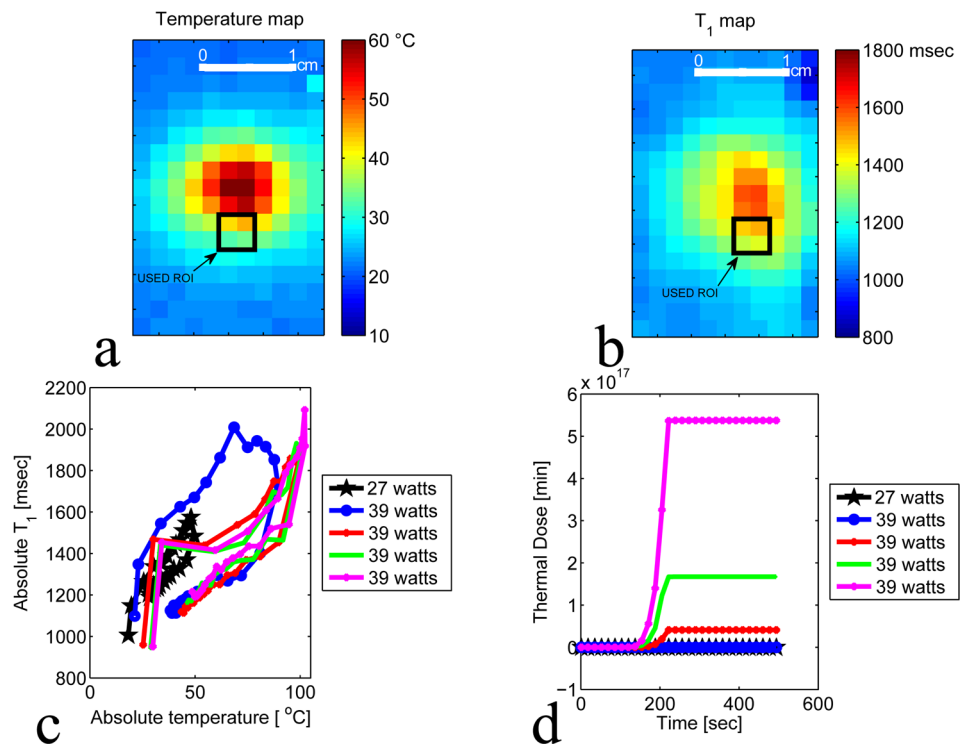 Temperature map
0 1
cm
60 °C
50
40
30
20
10
USED ROI
a
T1 map
0 1
cm
1800 msec
1600
1400
1200
1000
800
USED ROI
b
2200
2000
1800
1600
1400
1200
1000
800
Absolute T1 [msec]
0 50 100
Absolute temperature [ °C]
c
27 watts
39 watts
39 watts
39 watts
39 watts
x 10^17
6
5
4
3
2
1
0
−1
Thermal Dose [min]
0 200 400 600
Time [sec]
d
27 watts
39 watts
39 watts
39 watts
39 watts